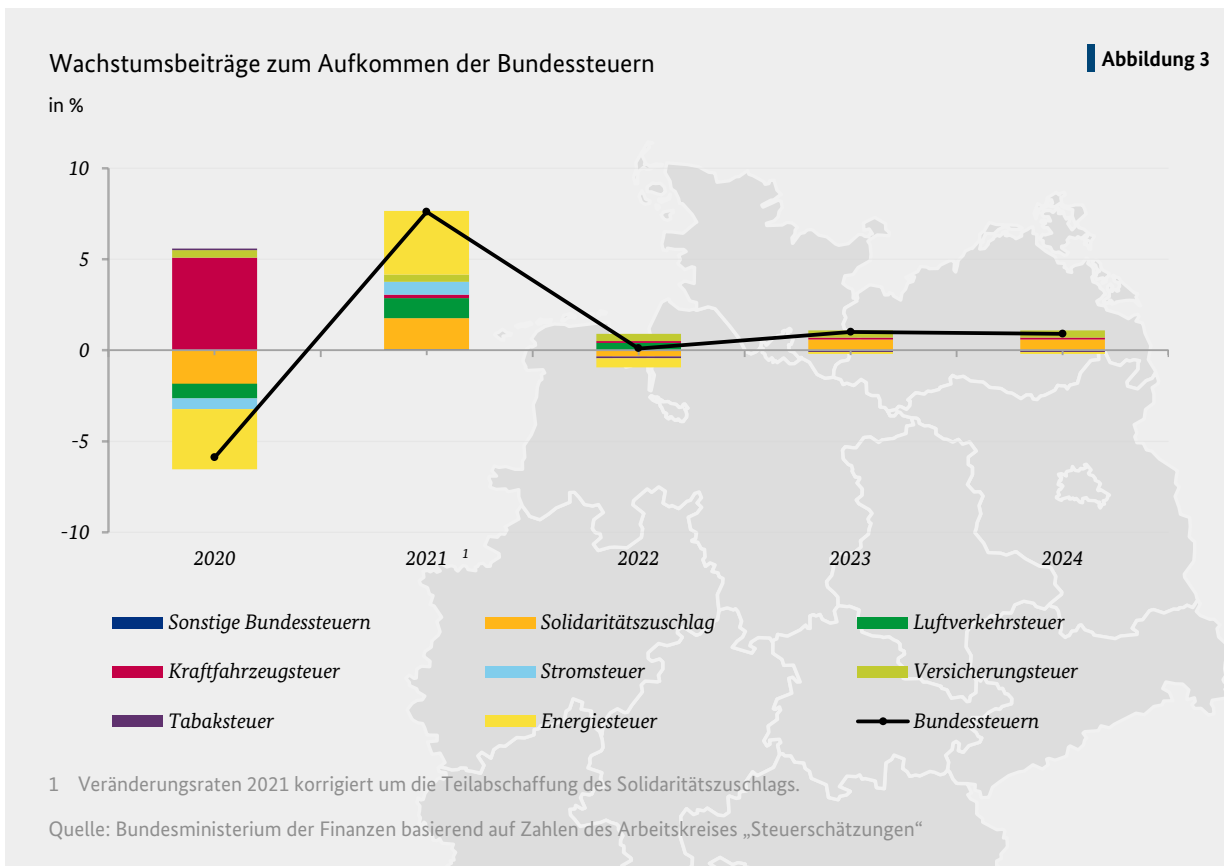 Wachstumsbeiträge zum Aufkommen der Bundessteuern
Abbildung 3
in %
10
5
0
-5
-10
2020
2021 1
2022
2023
2024
Sonstige Bundessteuern
Solidaritätszuschlag
Luftverkehrsteuer
Kraftfahrzeugsteuer
Stromsteuer
Versicherungsteuer
Tabaksteuer
Energiesteuer
Bundessteuern
1 Veränderungsraten 2021 korrigiert um die Teilabschaffung des Solidaritätszuschlags.
Quelle: Bundesministerium der Finanzen basierend auf Zahlen des Arbeitskreises „Steuerschätzungen“